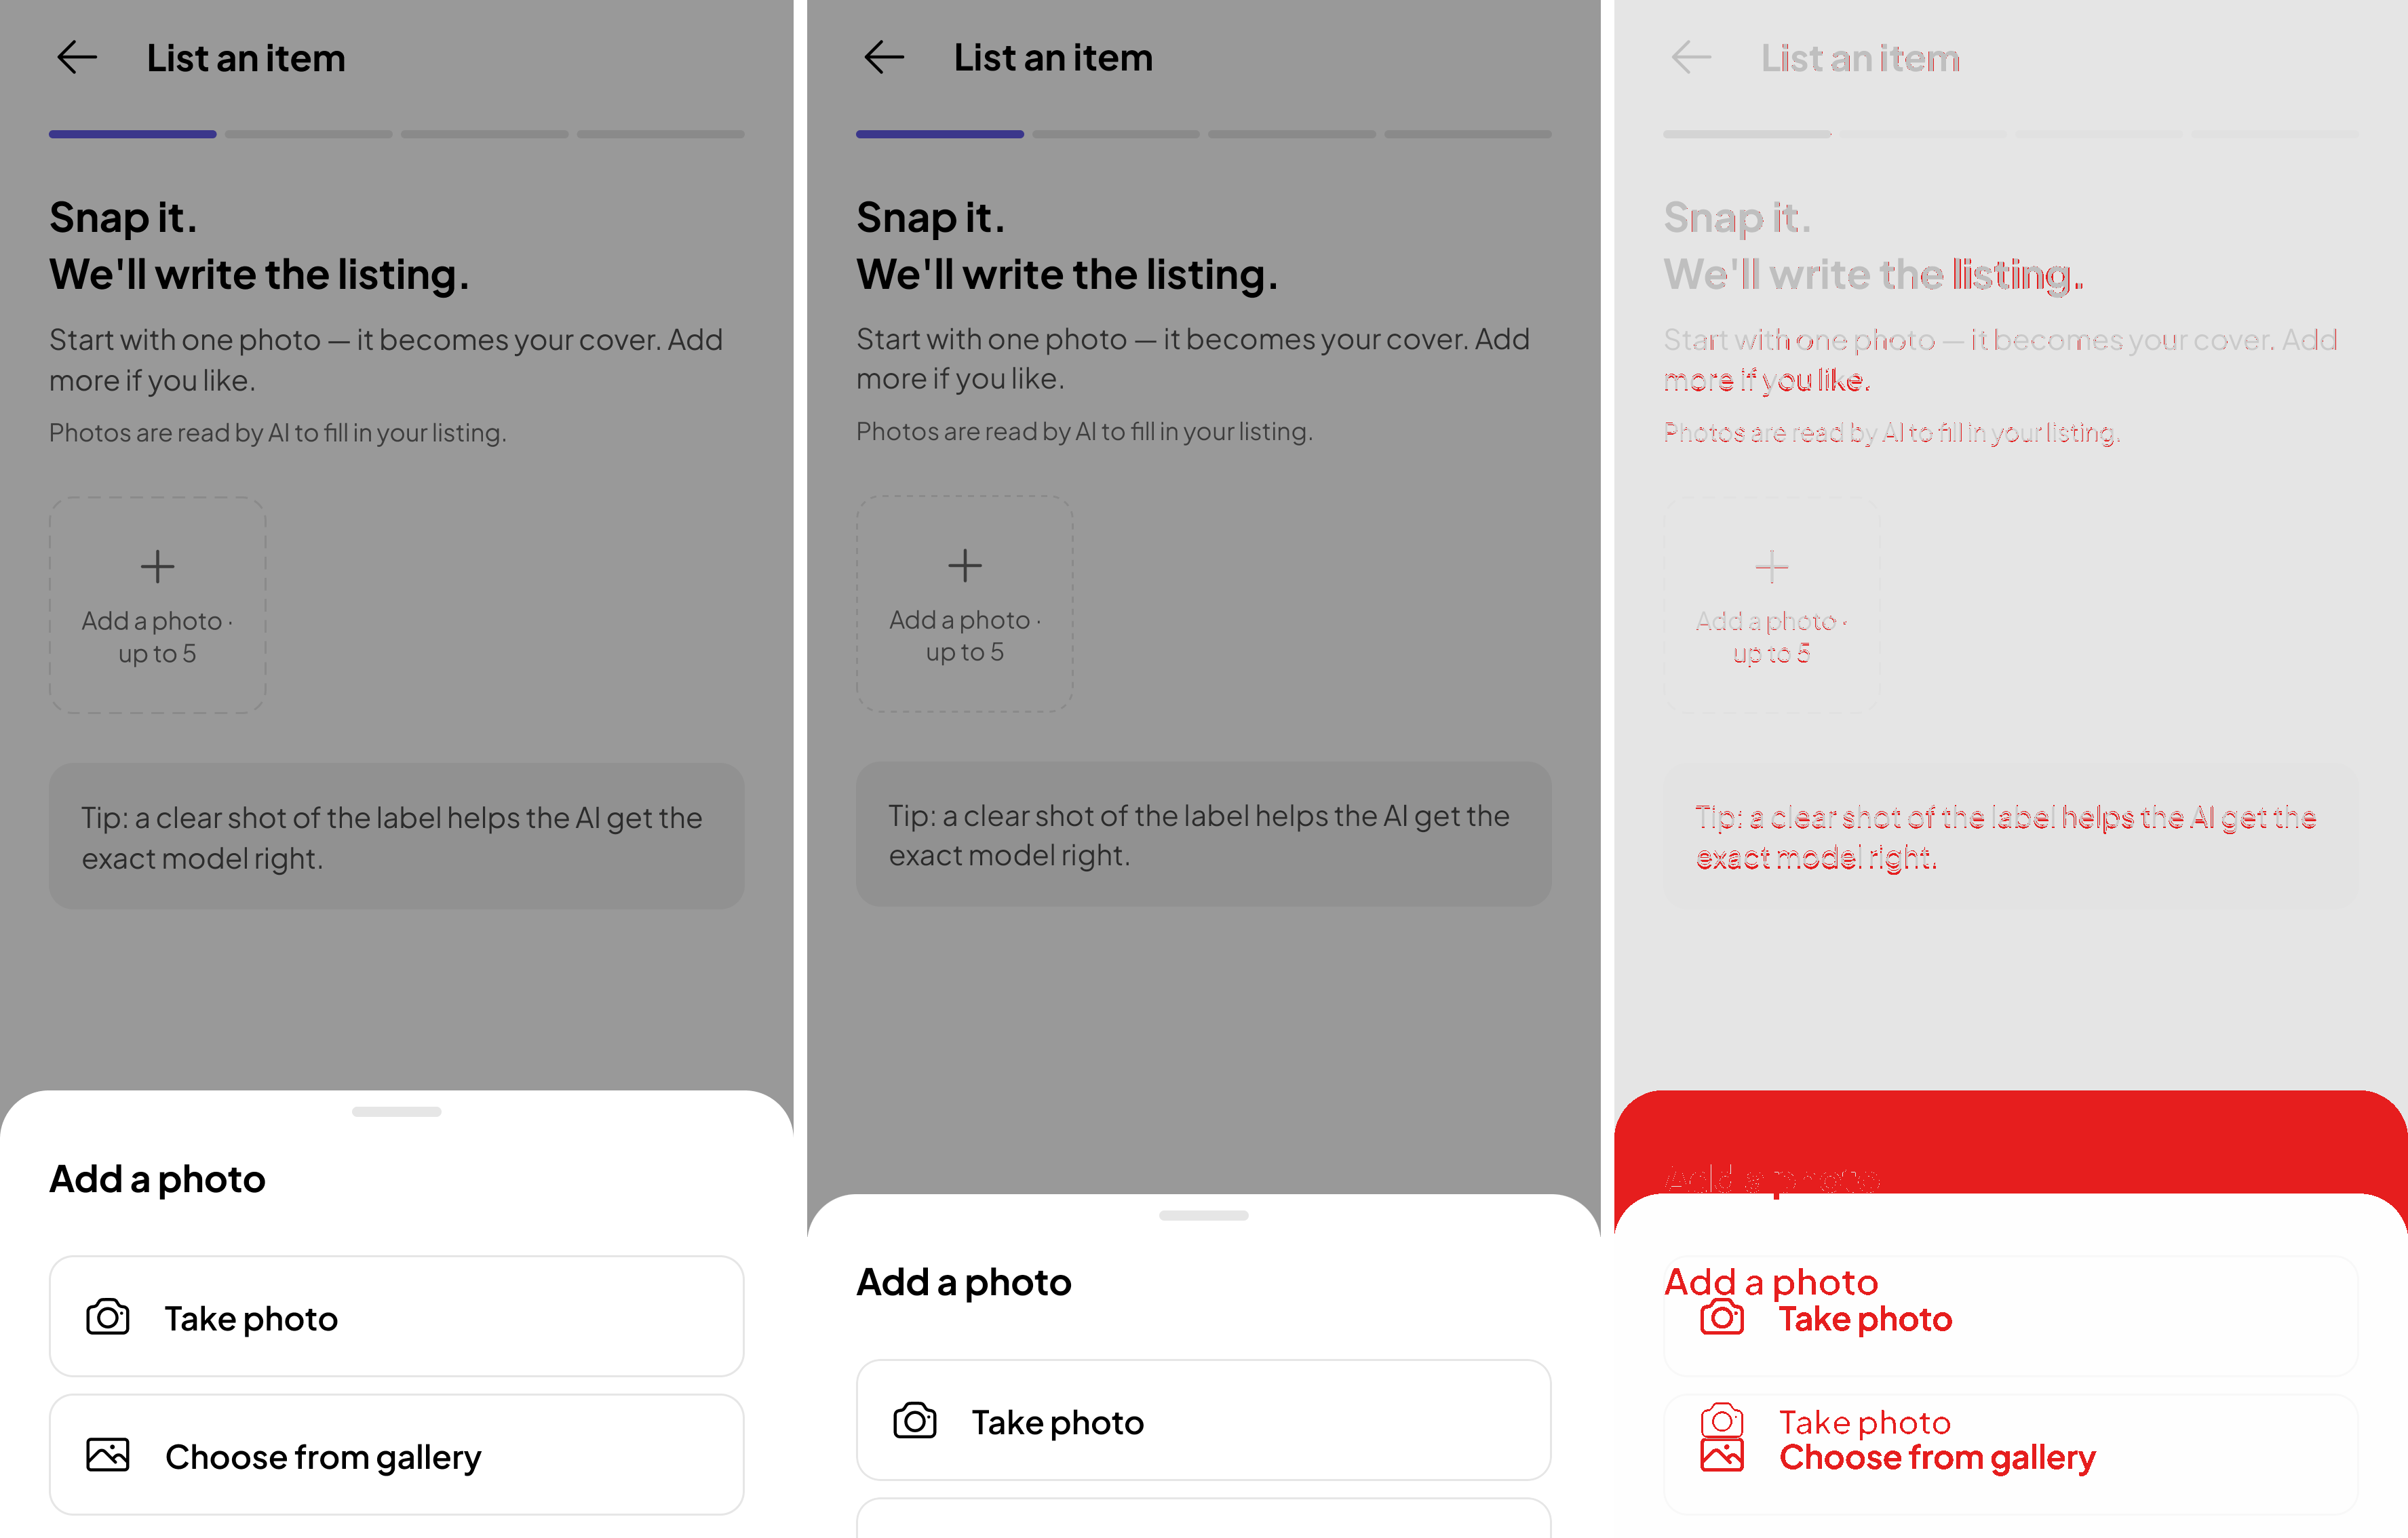 List an item
Snap it.
We'll write the listing.
Start with one photo — it becomes your cover. Add
more if you like.
Photos are read by AI to fill in your listing.
Add a photo ·
up to 5
Tip: a clear shot of the label helps the AI get the
exact model right.
Add a photo
Take photo
Choose from gallery
List an item
Snap it.
We'll write the listing.
Start with one photo — it becomes your cover. Add
more if you like.
Photos are read by AI to fill in your listing.
Add a photo ·
up to 5
Tip: a clear shot of the label helps the AI get the
exact model right.
Add a photo
Take photo
List an item
Snap it.
We'll write the listing.
Start with one photo — it becomes your cover. Add
more if you like.
Photos are read by AI to fill in your listing.
Add a photo ·
up to 5
Tip: a clear shot of the label helps the AI get the
exact model right.
Add a photo
Add a photo
Take photo
Take photo
Choose from gallery